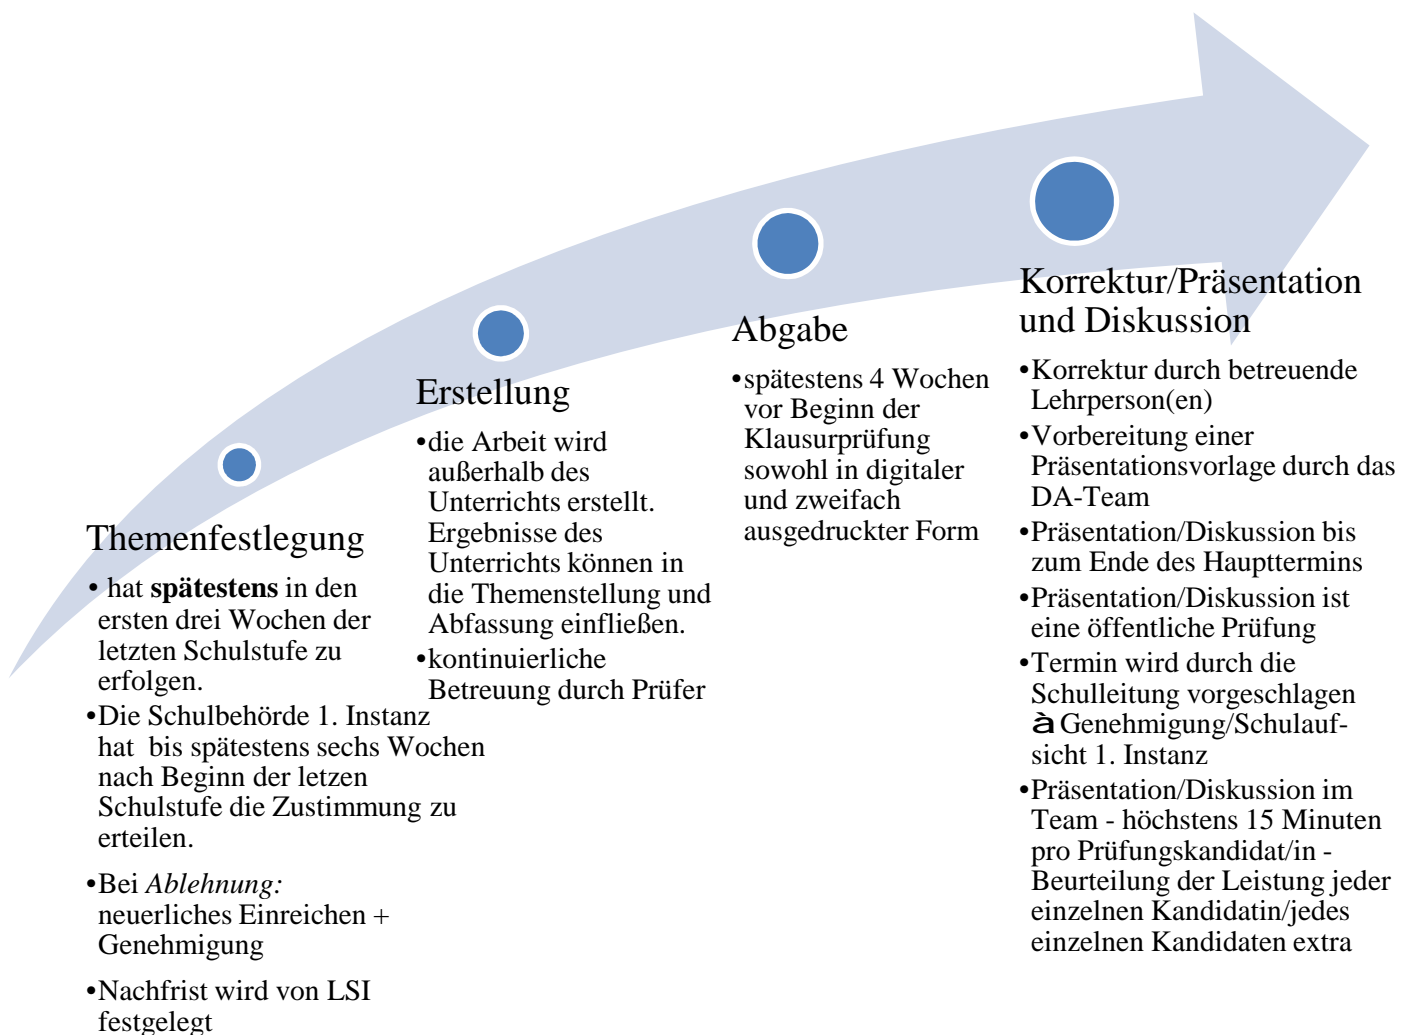 Themenfestlegung
• hat spätestens in den
ersten drei Wochen der
letzten Schulstufe zu
erfolgen.
•Die Schulbehörde 1. Instanz
hat  bis spätestens sechs Wochen
nach Beginn der letzen
Schulstufe die Zustimmung zu
erteilen.
•Bei Ablehnung:
neuerliches Einreichen +
Genehmigung
•Nachfrist wird von LSI
festgelegt
Erstellung
•die Arbeit wird
außerhalb des
Unterrichts erstellt.
Ergebnisse des
Unterrichts können in
die Themenstellung und
Abfassung einfließen.
•kontinuierliche
Betreuung durch Prüfer
Abgabe
•spätestens 4 Wochen
vor Beginn der
Klausurprüfung
sowohl in digitaler
und zweifach
ausgedruckter Form
Korrektur/Präsentation
und Diskussion
•Korrektur durch betreuende
Lehrperson(en)
•Vorbereitung einer
Präsentationsvorlage durch das
DA-Team
•Präsentation/Diskussion bis
zum Ende des Haupttermins
•Präsentation/Diskussion ist
eine öffentliche Prüfung
•Termin wird durch die
Schulleitung vorgeschlagen
à Genehmigung/Schulauf-
sicht 1. Instanz
•Präsentation/Diskussion im
Team - höchstens 15 Minuten
pro Prüfungskandidat/in -
Beurteilung der Leistung jeder
einzelnen Kandidatin/jedes
einzelnen Kandidaten extra